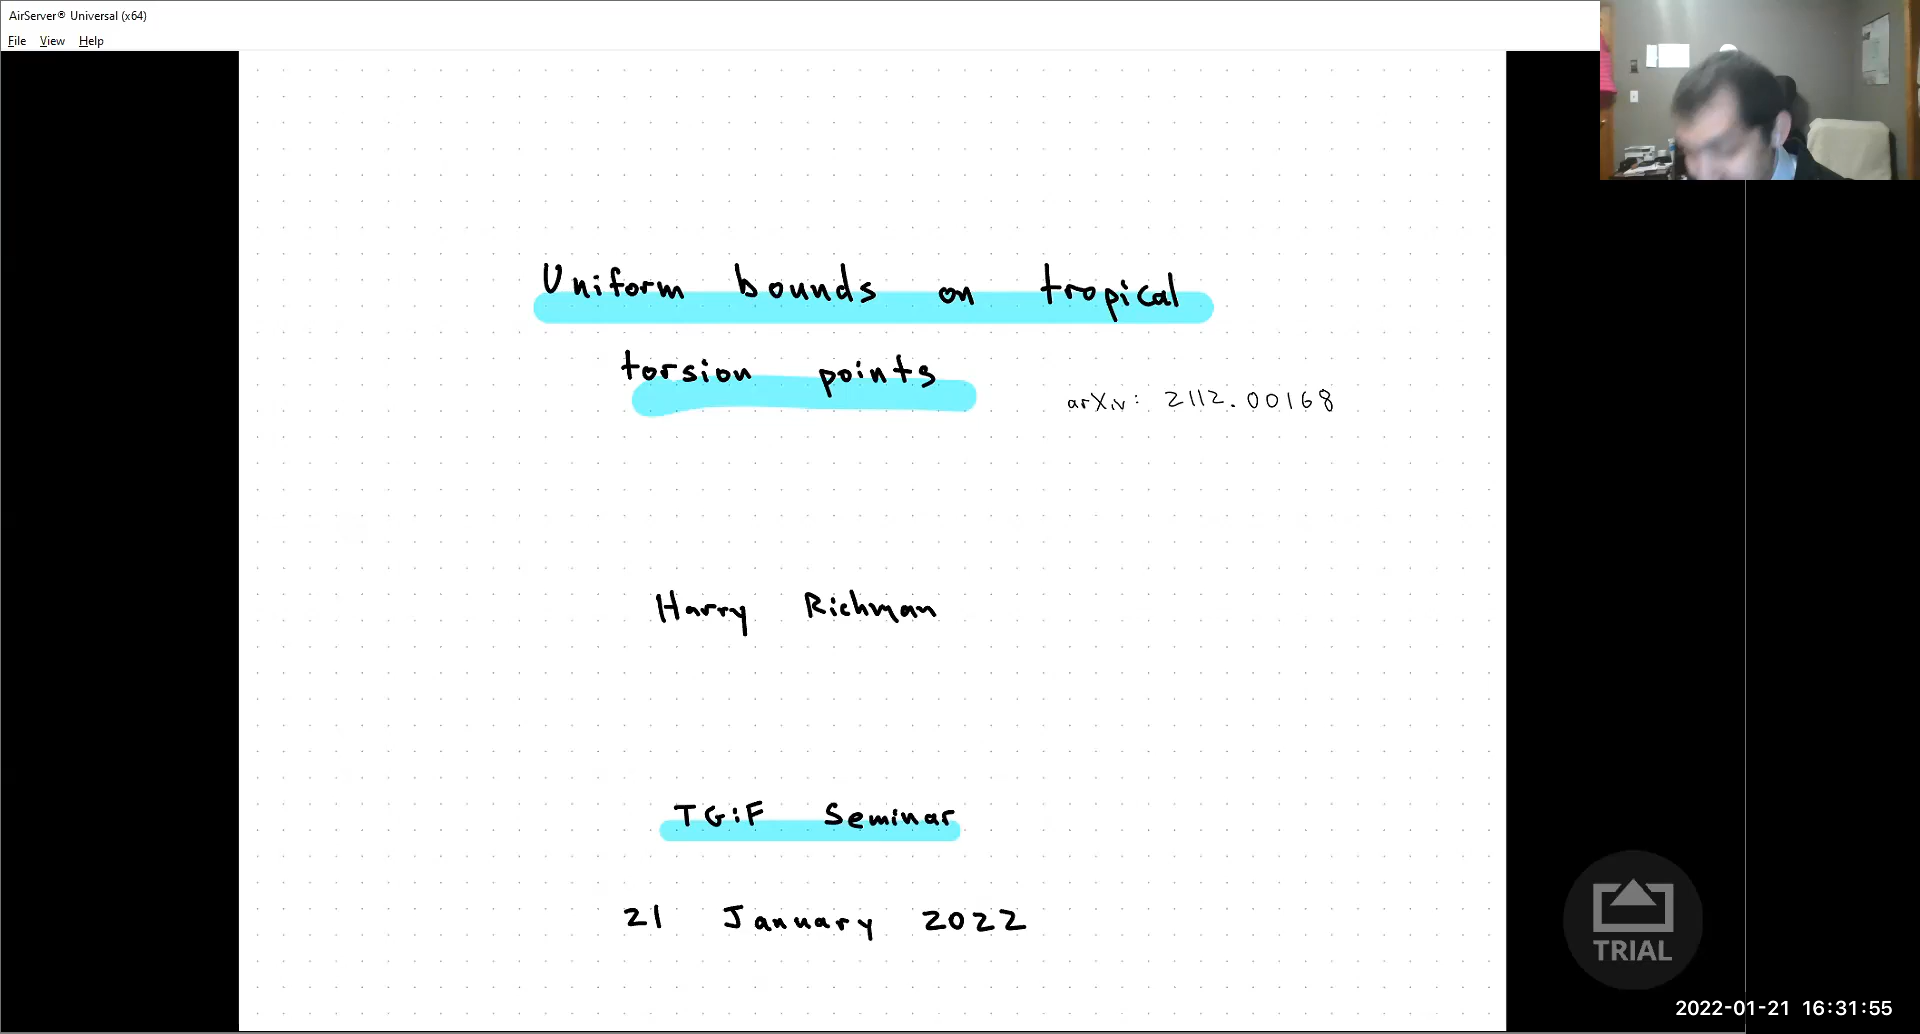 AirServer® Universal (x64)
File View Help
Uniform bounds on tropical
torsion points
arXiv: 2112.00168
Harry Richman
TGiF Seminar
21 January 2022
TRIAL
2022-01-21 16:31:55